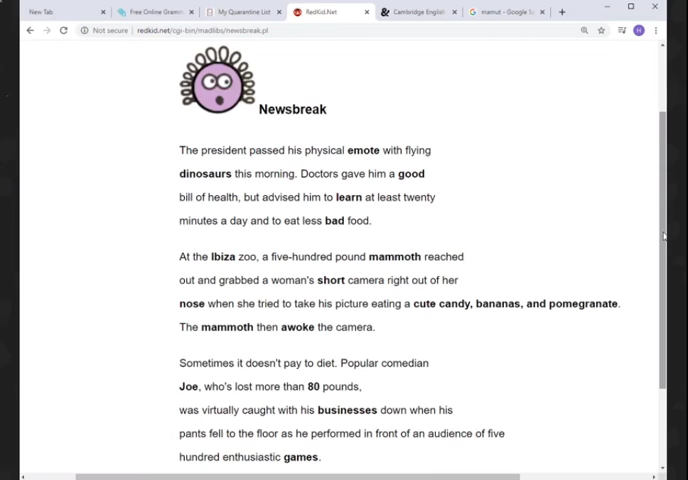 New Tab
Free Online Gramm
My Quarantine List
RedKid.Net
Cambridge English
mamut - Google S
Not secure | redkid.net/cgi-bin/madlibs/newsbreak.pl
H
Newsbreak
The president passed his physical emote with flying
dinosaurs this morning. Doctors gave him a good
bill of health, but advised him to learn at least twenty
minutes a day and to eat less bad food.
At the Ibiza zoo, a five-hundred pound mammoth reached
out and grabbed a woman's short camera right out of her
nose when she tried to take his picture eating a cute candy, bananas, and pomegranate.
The mammoth then awoke the camera.
Sometimes it doesn't pay to diet. Popular comedian
Joe, who's lost more than 80 pounds,
was virtually caught with his businesses down when his
pants fell to the floor as he performed in front of an audience of five
hundred enthusiastic games.